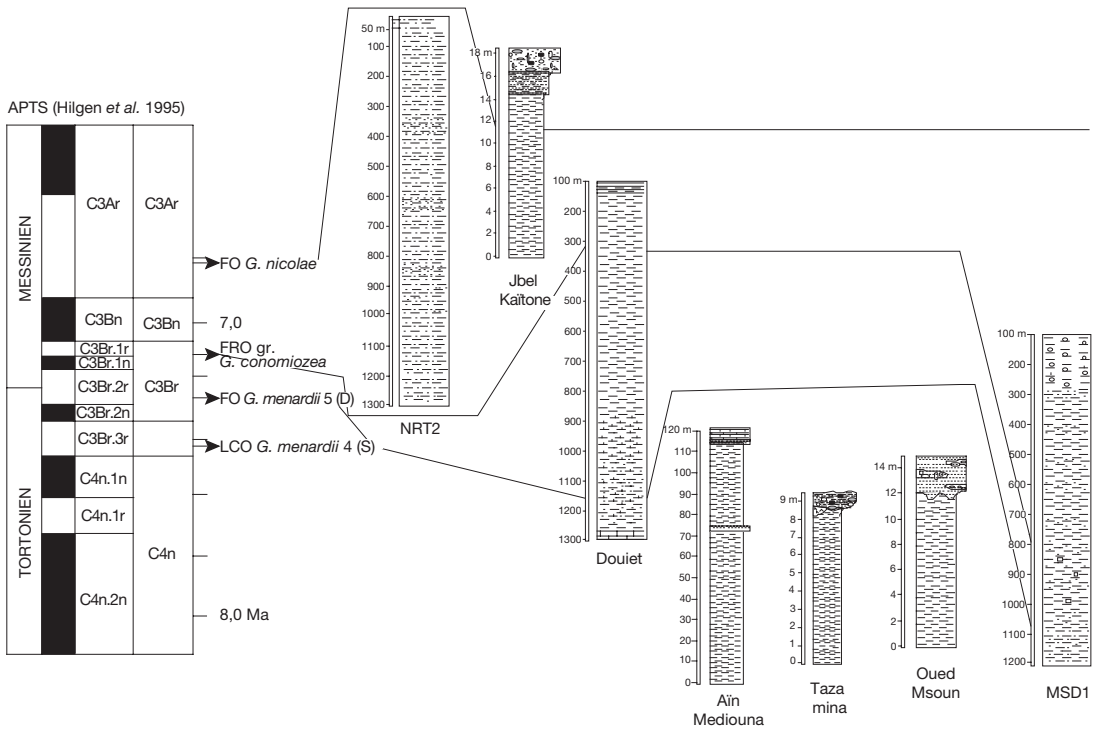 APTS (Hilgen et al. 1995)
MESSINIEN
TORTONIEN
C3Ar
C3Ar
C3Bn
C3Bn
C3Br.1r
C3Br.1n
C3Br.2r
C3Br
C3Br.2n
C3Br.3r
C4n.1n
C4n.1r
C4n
C4n.2n
FO G. nicolae
7,0
FRO gr.
G. conomiozea
FO G. menardii 5 (D)
LCO G. menardii 4 (S)
8,0 Ma
50 m
100
200
300
400
500
600
700
800
900
1000
1100
1200
1300
NRT2
18 m
16
14
12
10
8
6
4
2
0
Jbel
Kaïtone
100 m
200
300
400
500
600
700
800
900
1000
1100
1200
1300
Douiet
120 m
110
100
90
80
70
60
50
40
30
20
10
0
Aïn
Mediouna
9 m
8
7
6
5
4
3
2
1
0
Taza
mina
14 m
12
10
8
6
4
2
0
Oued
Msoun
100 m
200
300
400
500
600
700
800
900
1000
1100
1200
MSD1